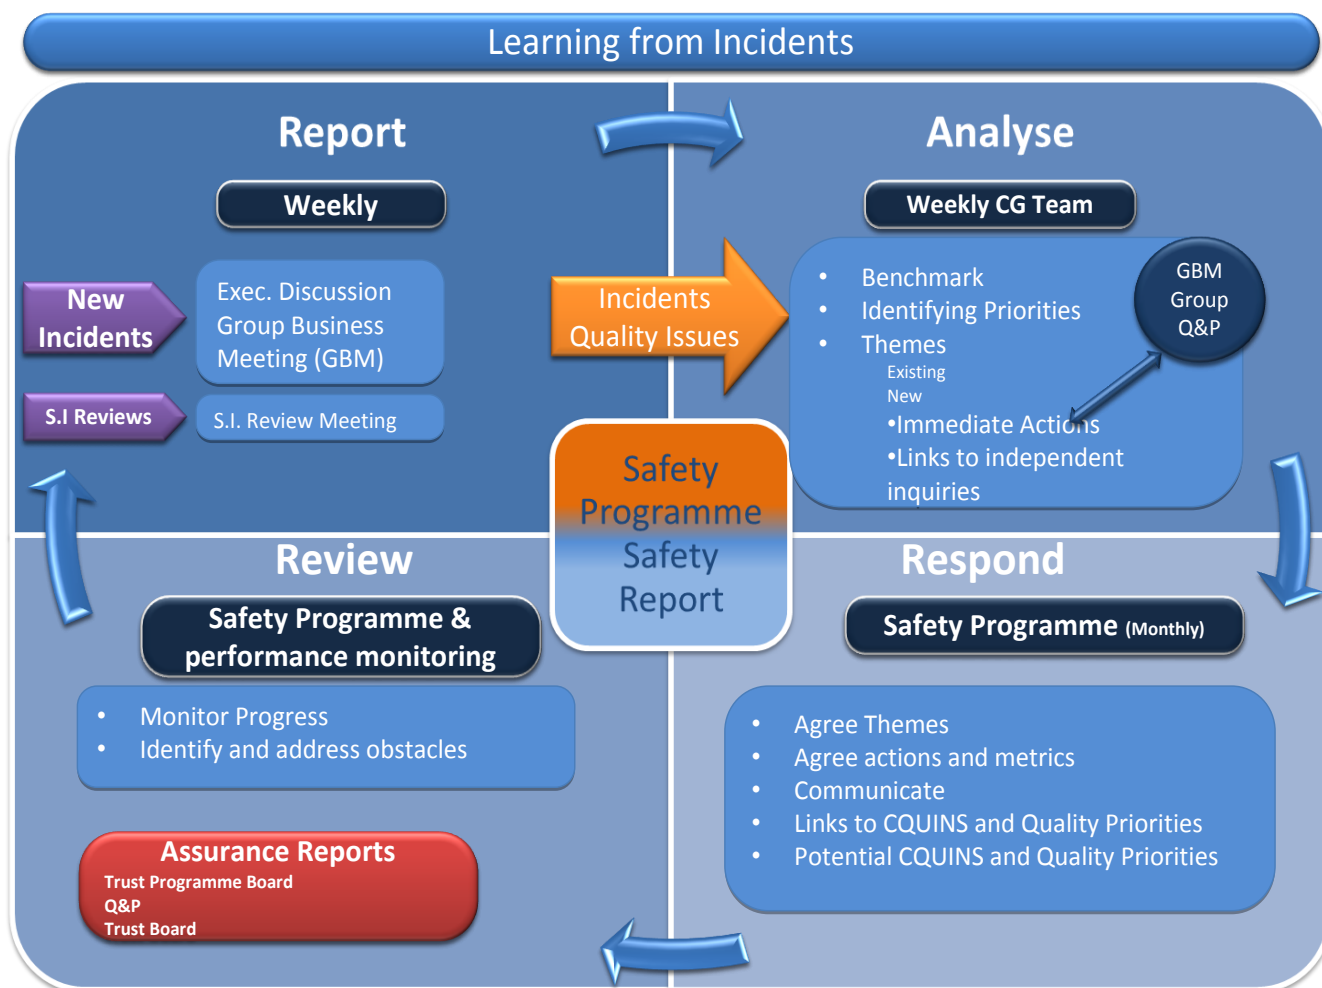 Learning from Incidents
Report
Weekly
New
Incidents
Exec. Discussion
Group Business
Meeting (GBM)
S.I Reviews
S.I. Review Meeting
Incidents
Quality Issues
Analyse
Weekly CG Team
• Benchmark
• Identifying Priorities
• Themes
Existing
New
•Immediate Actions
•Links to independent
inquiries
GBM
Group
Q&P
Safety
Programme
Safety
Report
Review
Safety Programme &
performance monitoring
• Monitor Progress
• Identify and address obstacles
Assurance Reports
Trust Programme Board
Q&P
Trust Board
Respond
Safety Programme (Monthly)
• Agree Themes
• Agree actions and metrics
• Communicate
• Links to CQUINS and Quality Priorities
• Potential CQUINS and Quality Priorities